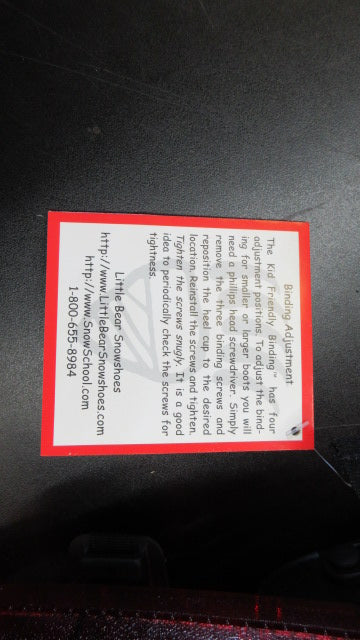 Binding Adjustment
The Kid Friendly Binding™ has four
adjustment positions. To adjust the bind-
ing for smaller or larger boots you will
need a phillips head screwdriver. Simply
remove the three binding screws and
reposition the heel cup to the desired
location. Reinstall the screws and tighten.
Tighten the screws snugly. It is a good
idea to periodically check the screws for
tightness.
Little Bear Snowshoes
http://www.LittleBearSnowshoes.com
http://www.SnowSchool.com
1-800-655-8984